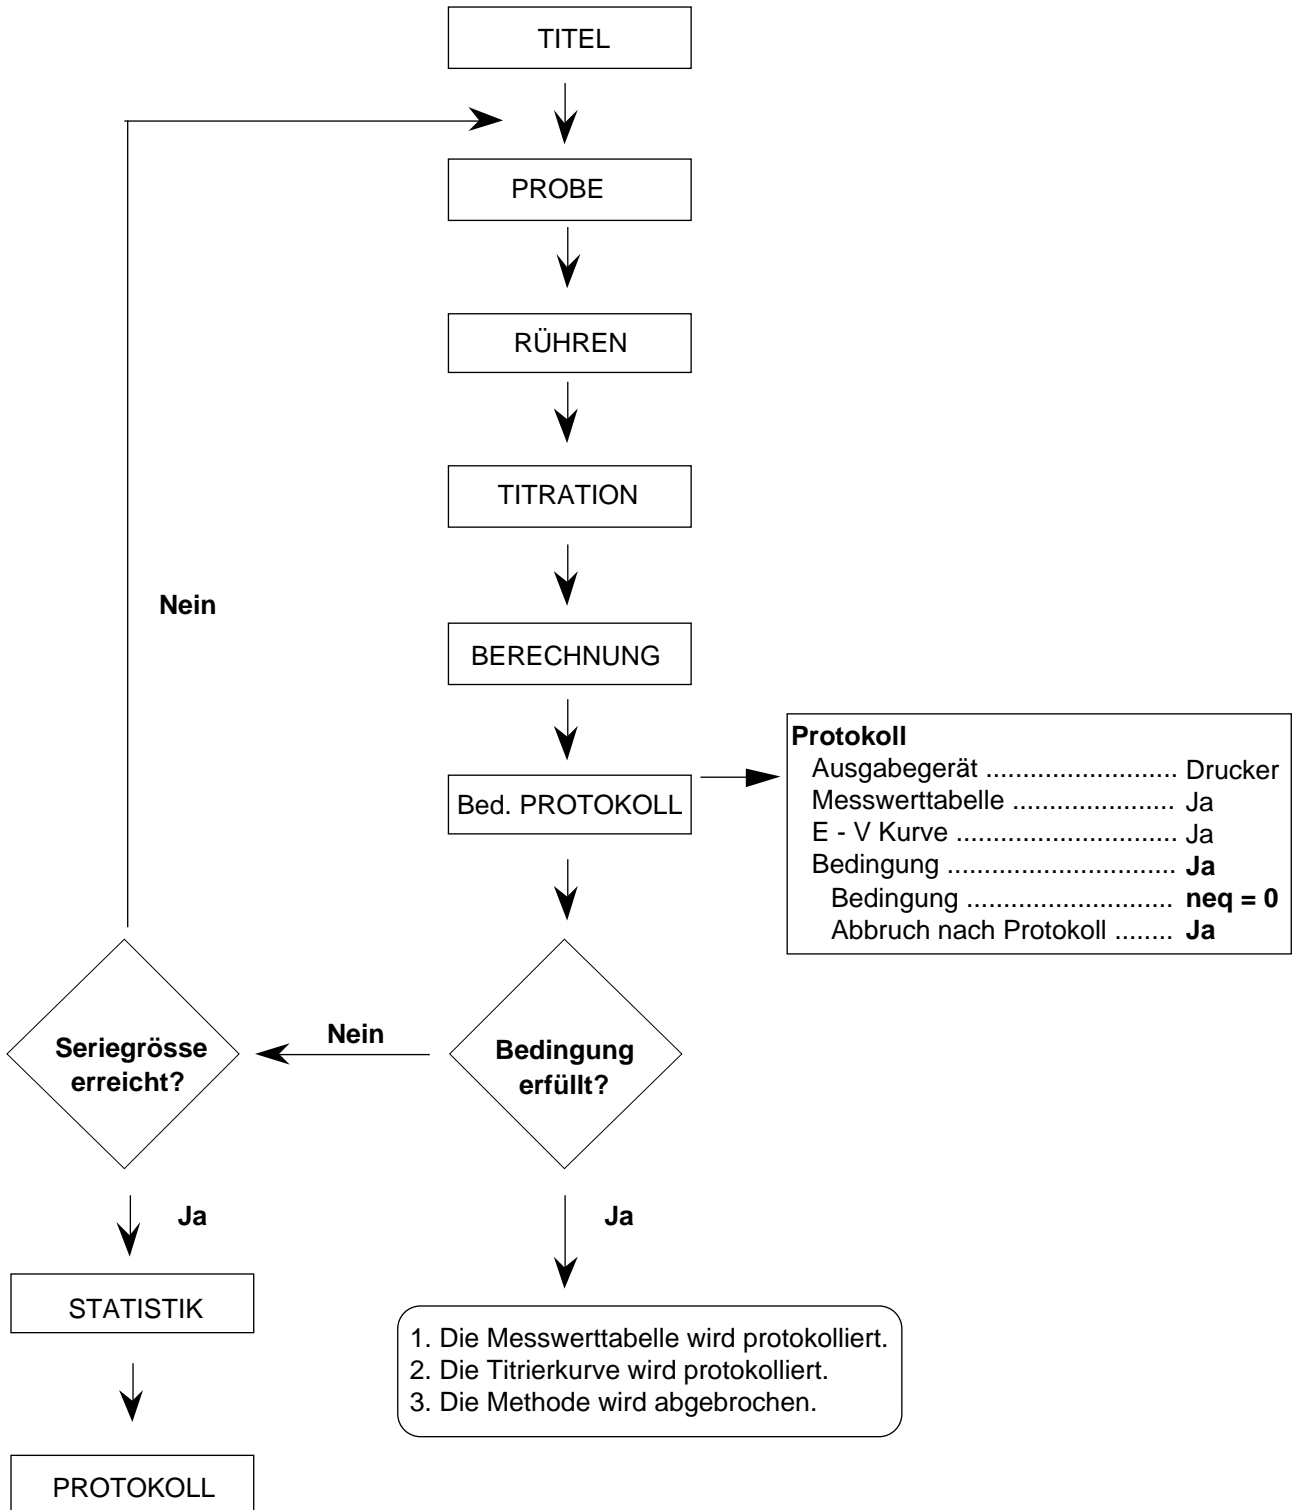 TITEL
PROBE
RÜHREN
TITRATION
Nein
BERECHNUNG
Bed. PROTOKOLL
Protokoll
Ausgabegerät .......................... Drucker
Messwerttabelle ...................... Ja
E - V Kurve .............................. Ja
Bedingung ............................... Ja
Bedingung ............................ neq = 0
Abbruch nach Protokoll ........ Ja
Seriegrösse
erreicht?
Nein
Bedingung
erfüllt?
Ja
Ja
STATISTIK
1. Die Messwerttabelle wird protokolliert.
2. Die Titrierkurve wird protokolliert.
3. Die Methode wird abgebrochen.
PROTOKOLL